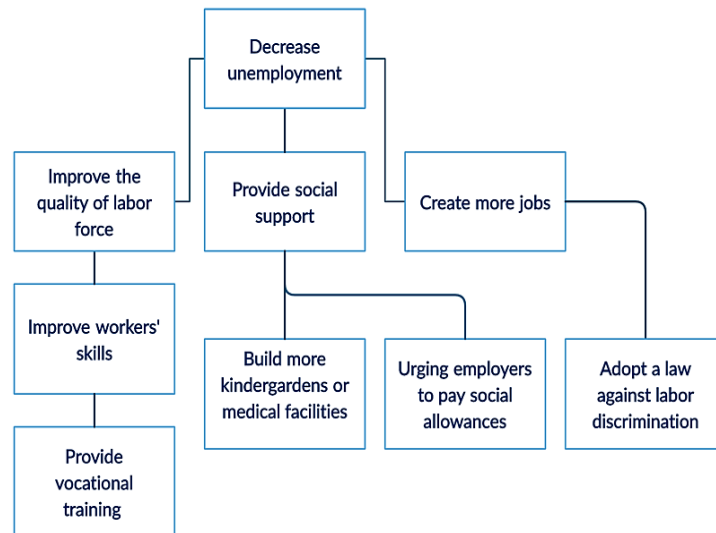 Decrease
unemployment
Improve the
quality of labor
force
Provide social
support
Create more jobs
Improve workers'
skills
Build more
kindergardens or
medical facilities
Urging employers
to pay social
allowances
Adopt a law
against labor
discrimination
Provide
vocational
training